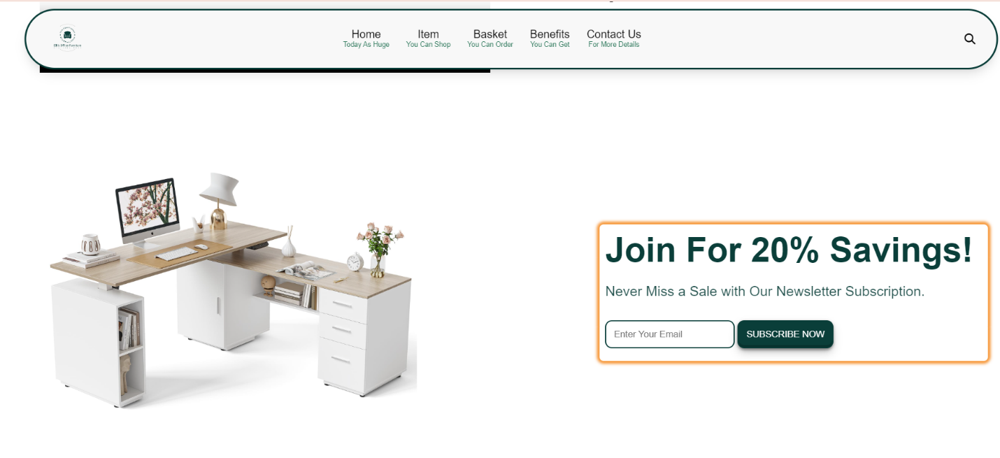 Home
Item
Basket
Benefits
Contact Us
Today As Huge
You Can Shop
You Can Order
You Can Get
For More Details
Join For 20% Savings!
Never Miss a Sale with Our Newsletter Subscription.
Enter Your Email
SUBSCRIBE NOW